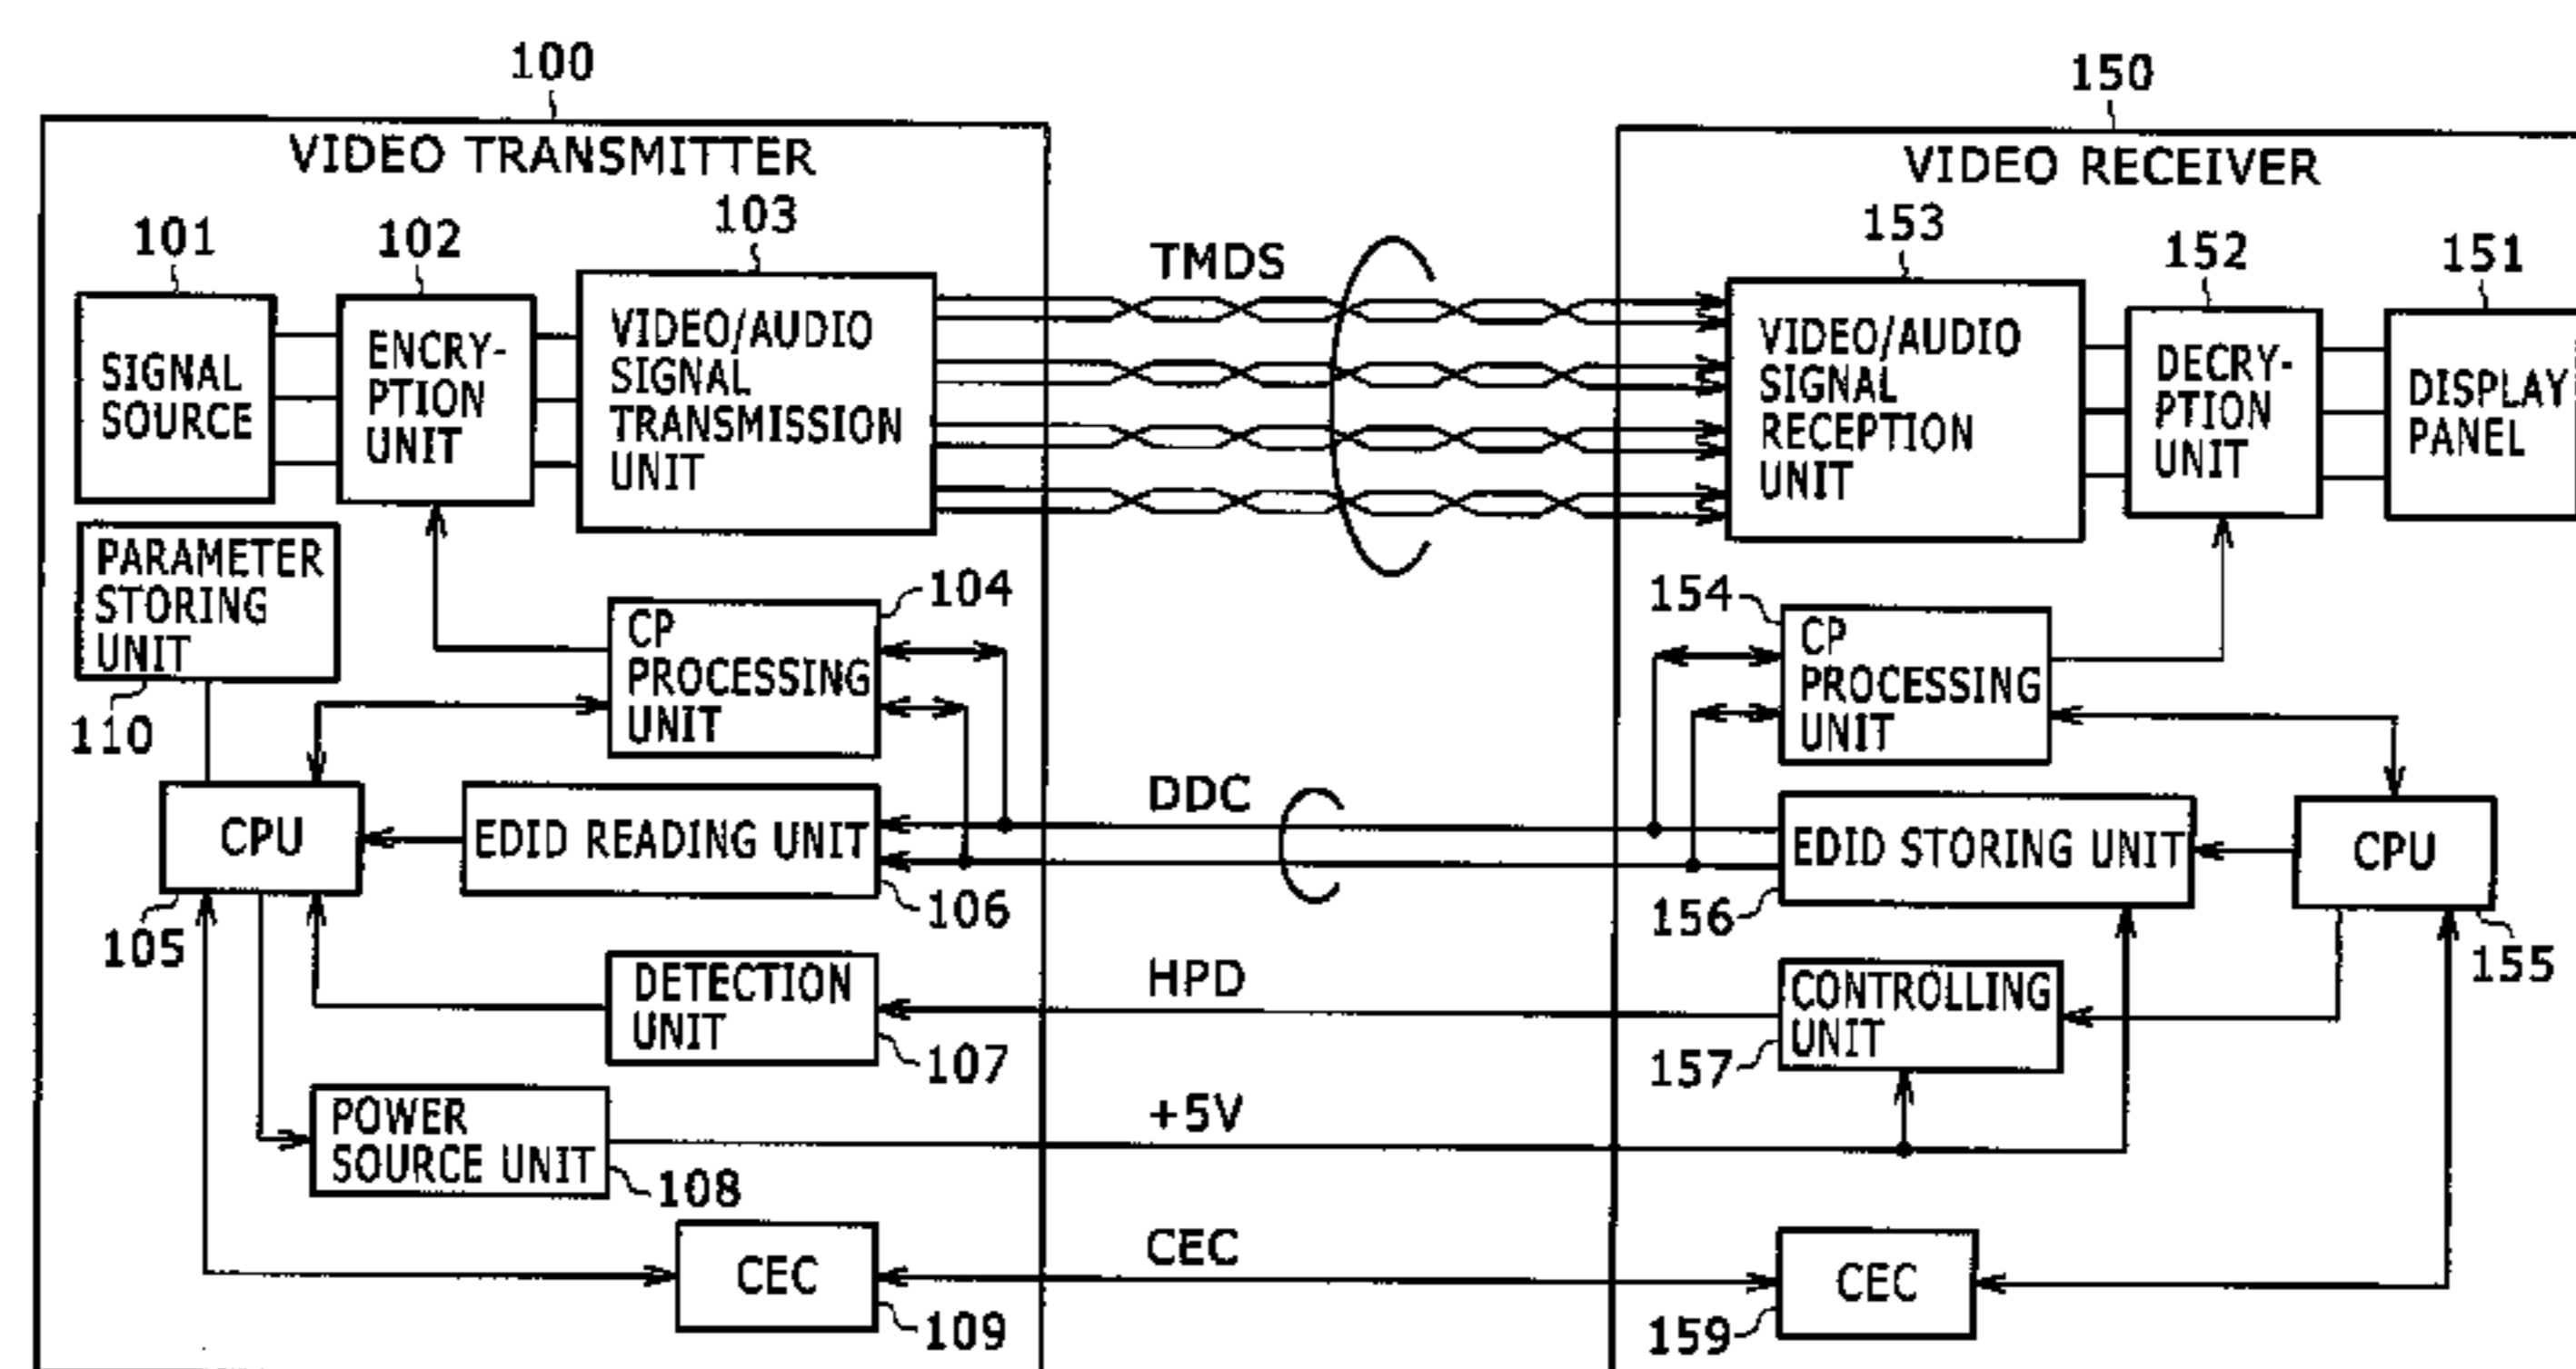 100
150
VIDEO TRANSMITTER
VIDEO RECEIVER
101
102
103
TMDS
153
152
151
SIGNAL
SOURCE
ENCRY-
PTION
UNIT
VIDEO/AUDIO
SIGNAL
TRANSMISSION
UNIT
VIDEO/AUDIO
SIGNAL
RECEPTION
UNIT
DECRY-
PTION
UNIT
DISPLAY
PANEL
PARAMETER
STORING
UNIT
110
CP
PROCESSING
UNIT
104
154
CP
PROCESSING
UNIT
CPU
105
EDID READING UNIT
106
DDC
EDID STORING UNIT
156
CPU
155
DETECTION
UNIT
107
HPD
CONTROLLING
UNIT
157
POWER
SOURCE UNIT
108
+5V
CEC
109
CEC
CEC
159